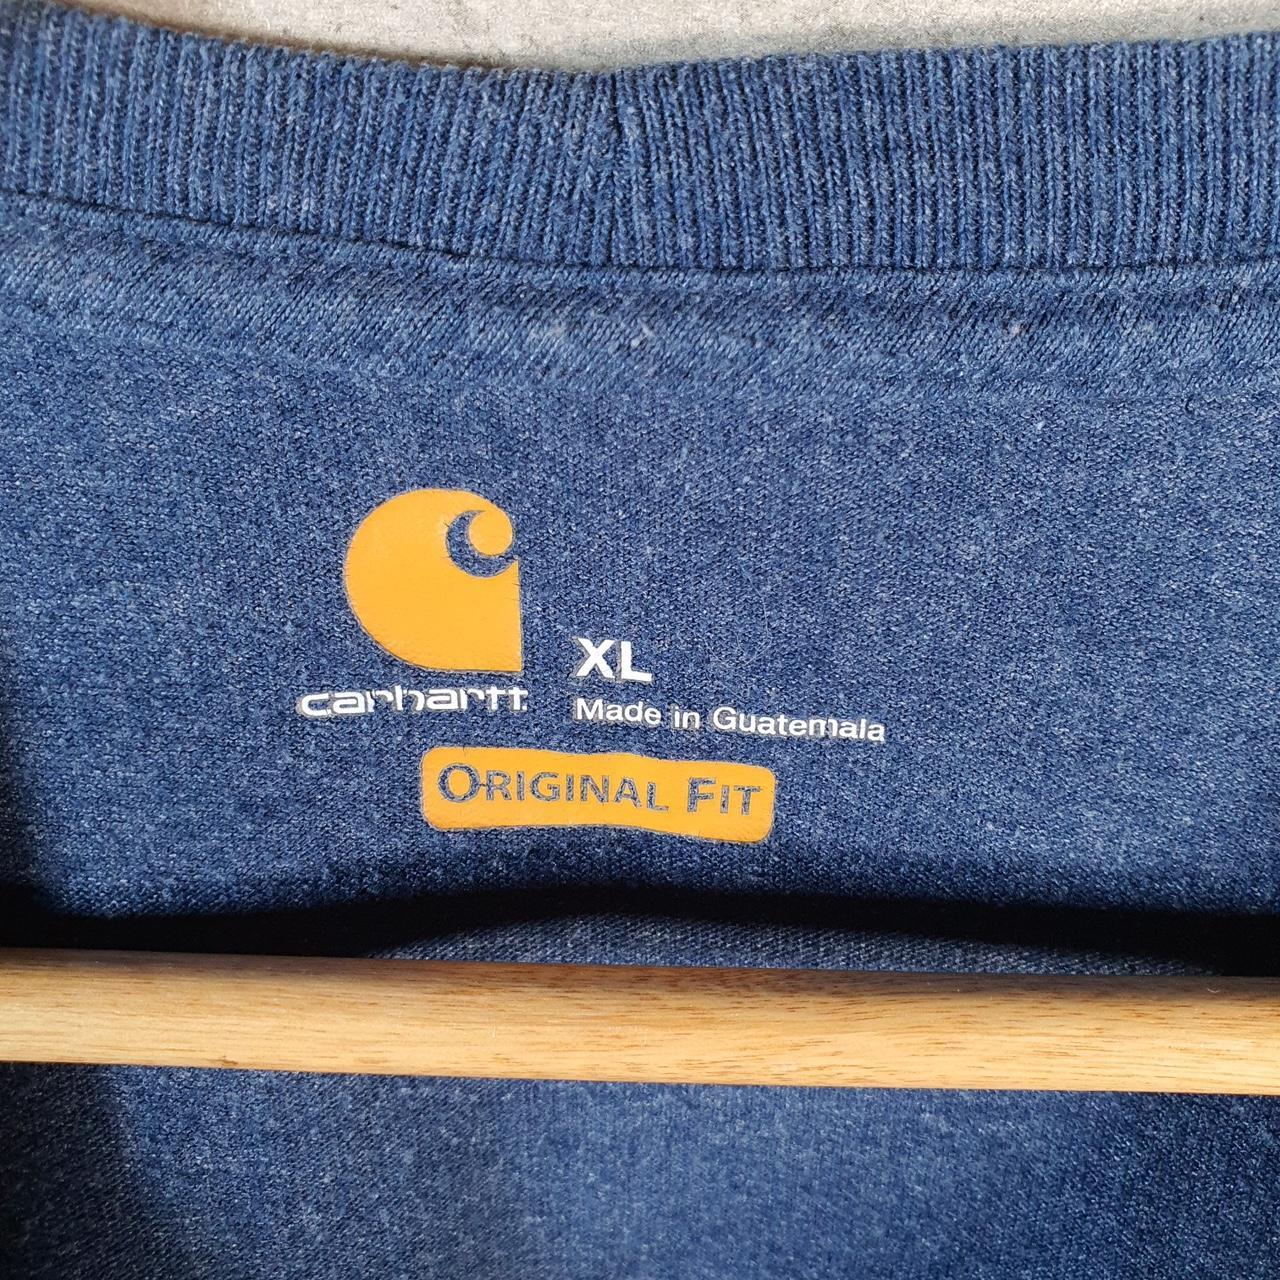 carhartt
XL
Made in Guatemala
ORIGINAL FIT